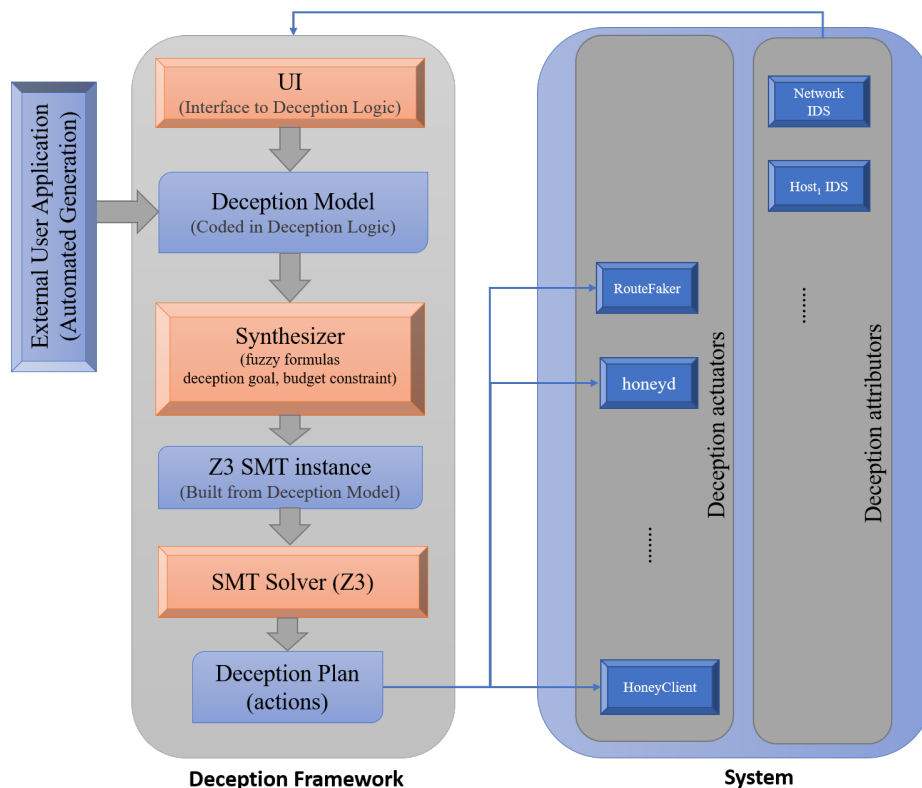 External User Application
(Automated Generation)
UI
(Interface to Deception Logic)
Deception Model
(Coded in Deception Logic)
Synthesizer
(fuzzy formulas
deception goal, budget constraint)
Z3 SMT instance
(Built from Deception Model)
SMT Solver (Z3)
Deception Plan
(actions)
Deception Framework
RouteFaker
honeyd
......
HoneyClient
Deception actuators
Network
IDS
Host₁ IDS
......
Deception attributors
System